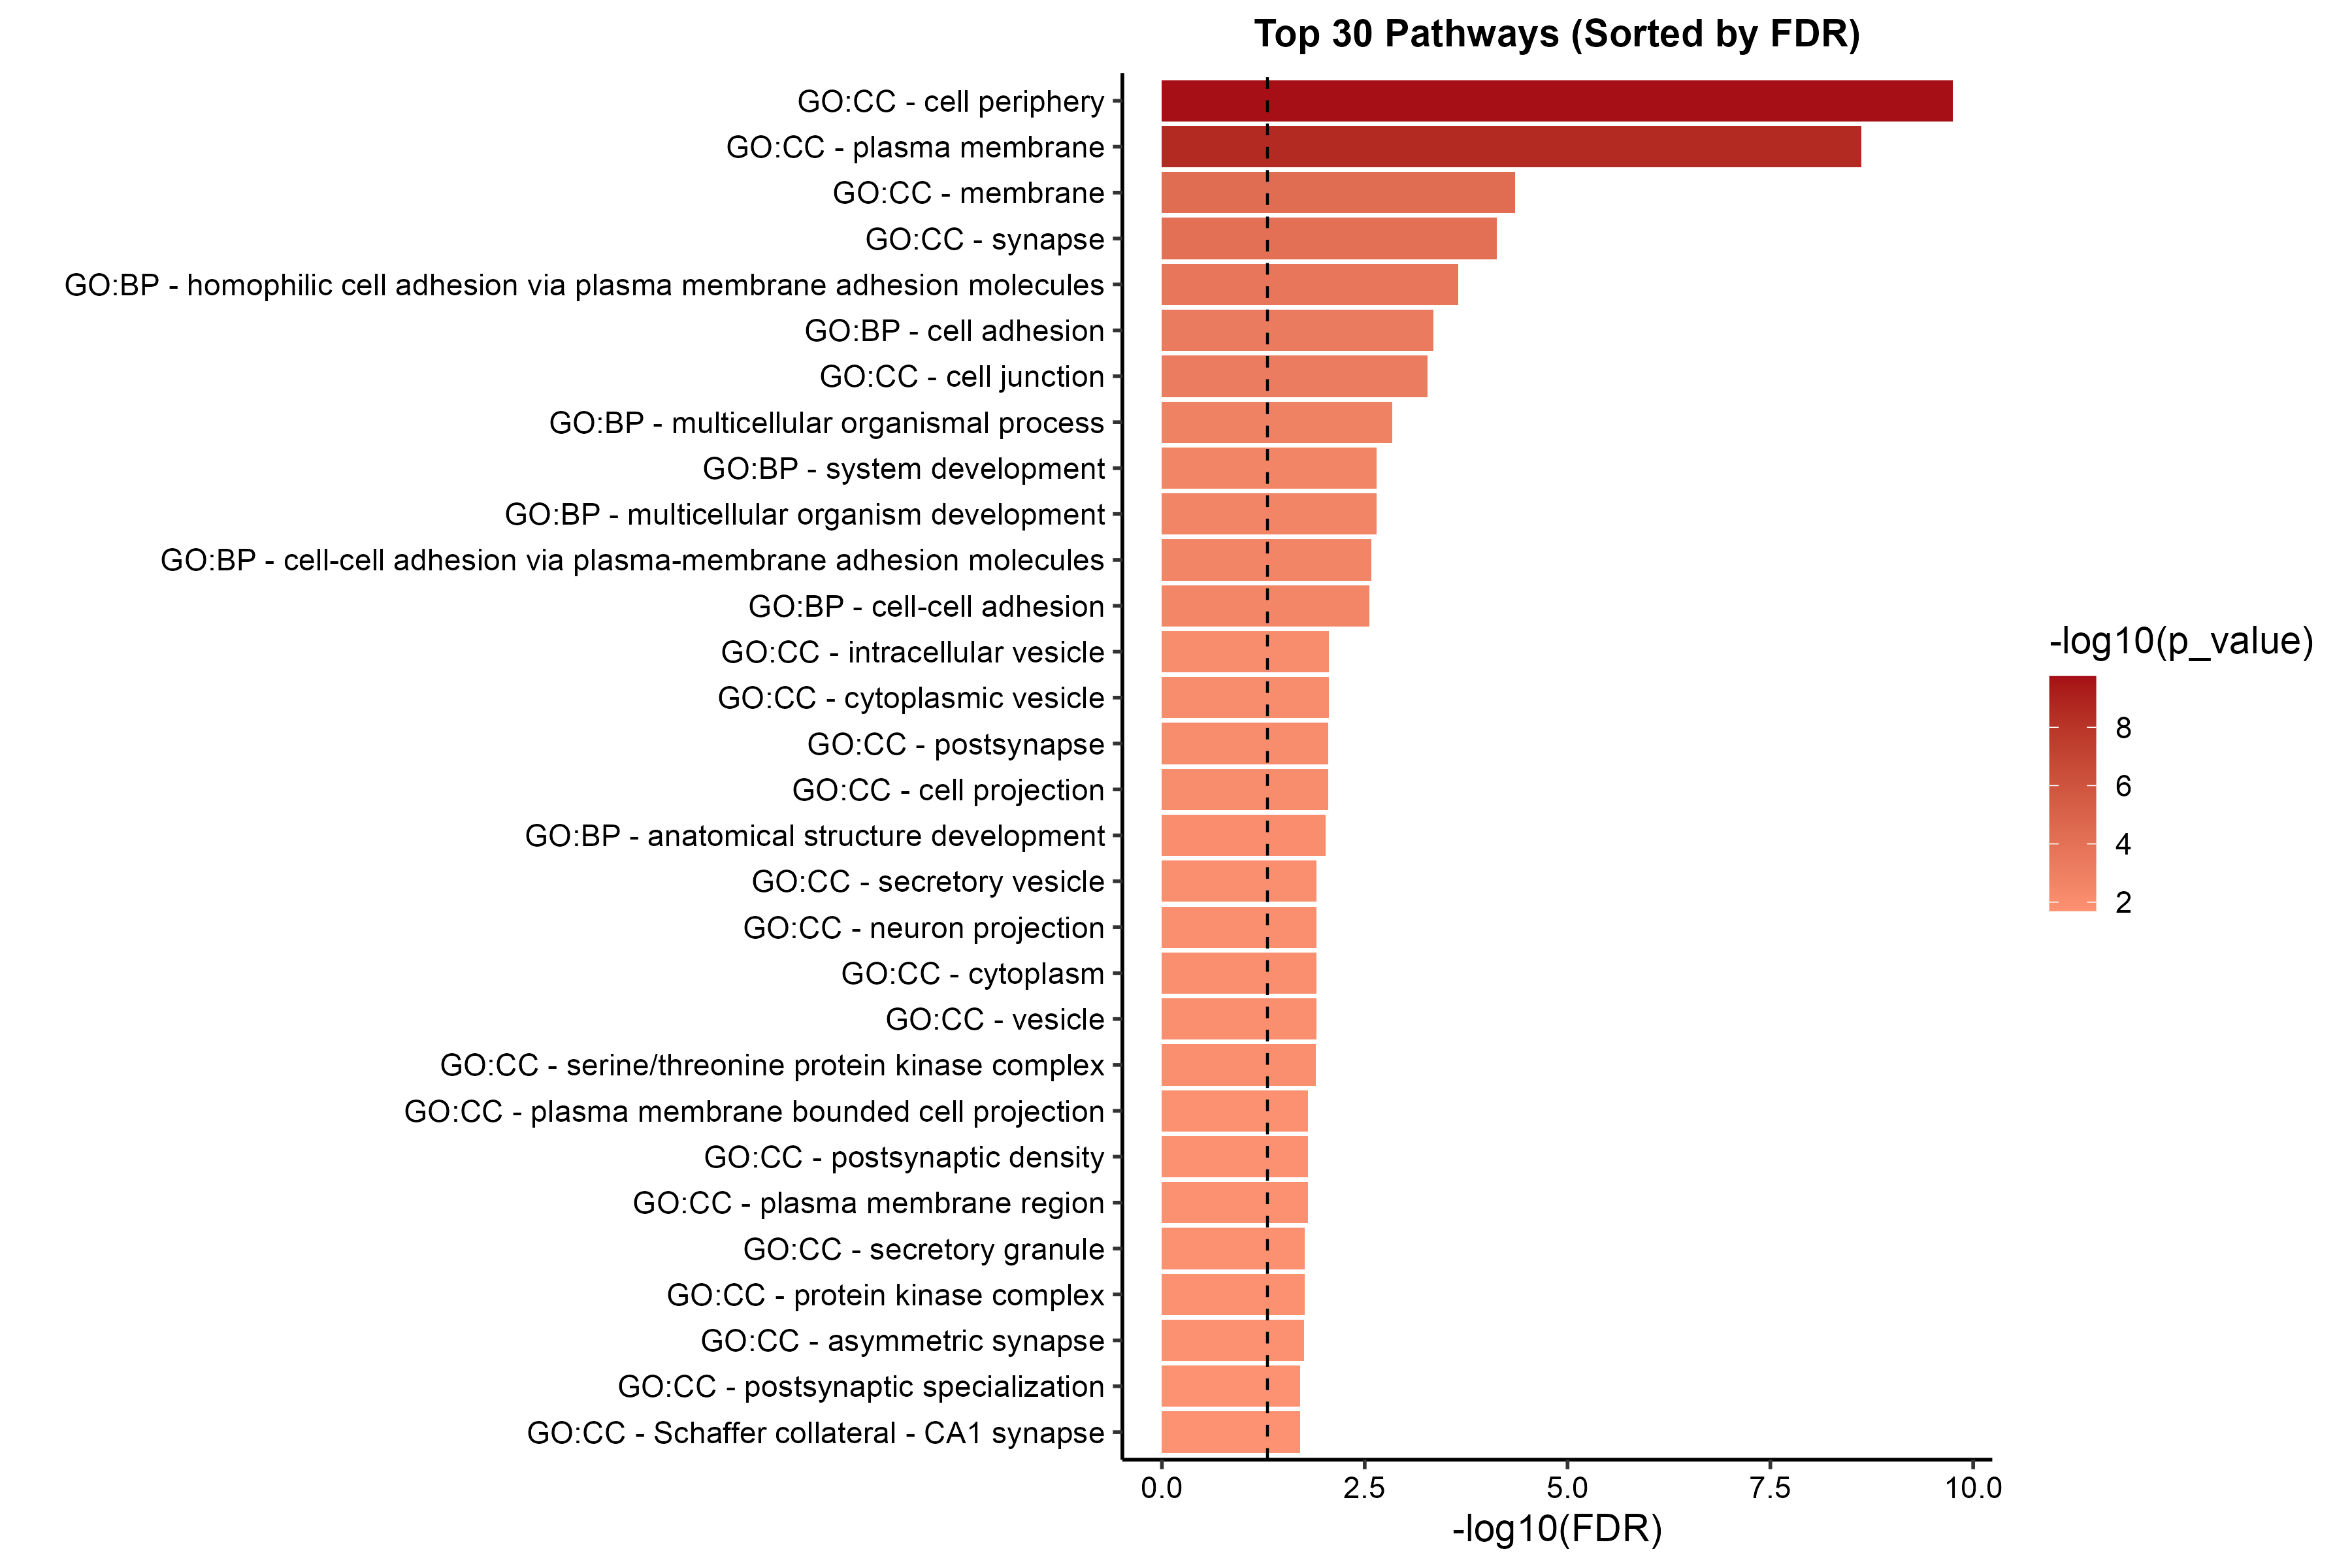 Top 30 Pathways (Sorted by FDR)
GO:CC - cell periphery
GO:CC - plasma membrane
GO:CC - membrane
GO:CC - synapse
GO:BP - homophilic cell adhesion via plasma membrane adhesion molecules
GO:BP - cell adhesion
GO:CC - cell junction
GO:BP - multicellular organismal process
GO:BP - system development
GO:BP - multicellular organism development
GO:BP - cell-cell adhesion via plasma-membrane adhesion molecules
GO:BP - cell-cell adhesion
GO:CC - intracellular vesicle
GO:CC - cytoplasmic vesicle
GO:CC - postsynapse
GO:CC - cell projection
GO:BP - anatomical structure development
GO:CC - secretory vesicle
GO:CC - neuron projection
GO:CC - cytoplasm
GO:CC - vesicle
GO:CC - serine/threonine protein kinase complex
GO:CC - plasma membrane bounded cell projection
GO:CC - postsynaptic density
GO:CC - plasma membrane region
GO:CC - secretory granule
GO:CC - protein kinase complex
GO:CC - asymmetric synapse
GO:CC - postsynaptic specialization
GO:CC - Schaffer collateral - CA1 synapse
0.0 2.5 5.0 7.5 10.0
-log10(FDR)
-log10(p_value)
8
6
4
2